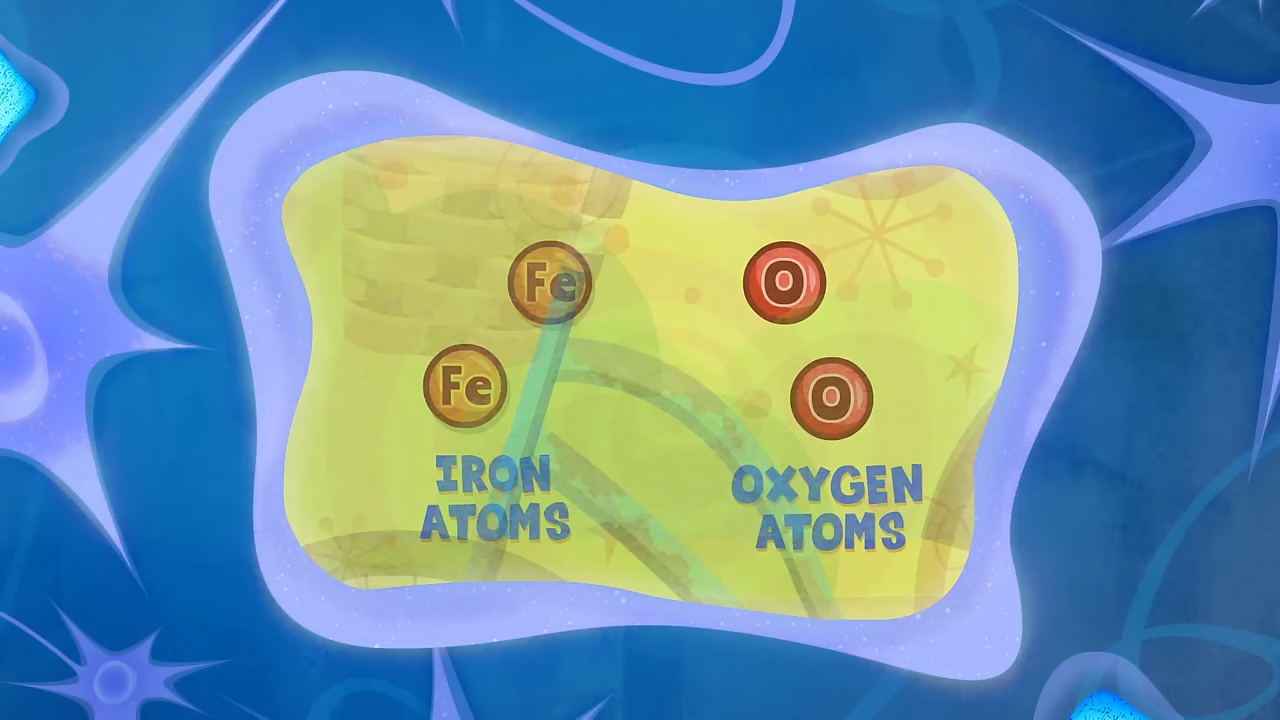 Fe
O
Fe
O
IRON
ATOMS
OXYGEN
ATOMS